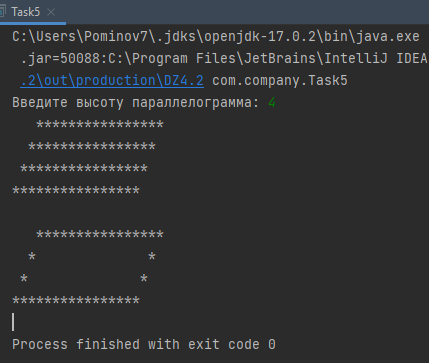 Task5
C:\Users\Pominov7\.jdks\openjdk-17.0.2\bin\java.exe
 .jar=50088:C:\Program Files\JetBrains\IntelliJ IDEA
 .2\out\production\DZ4.2 com.company.Task5
Введите высоту параллелограмма: 4
   ****************
  ****************
 ****************
****************

   ****************
  *              *
 *              *
****************

Process finished with exit code 0